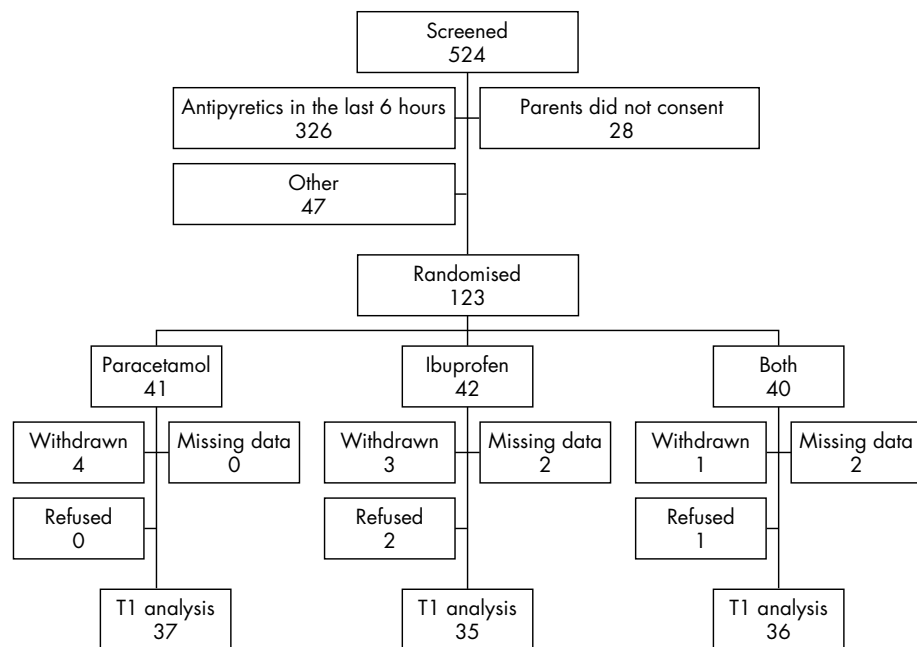 Screened
524
Antipyretics in the last 6 hours
326
Parents did not consent
28
Other
47
Randomised
123
Paracetamol
41
Ibuprofen
42
Both
40
Withdrawn
4
Missing data
0
Withdrawn
3
Missing data
2
Withdrawn
1
Missing data
2
Refused
0
Refused
2
Refused
1
T1 analysis
37
T1 analysis
35
T1 analysis
36